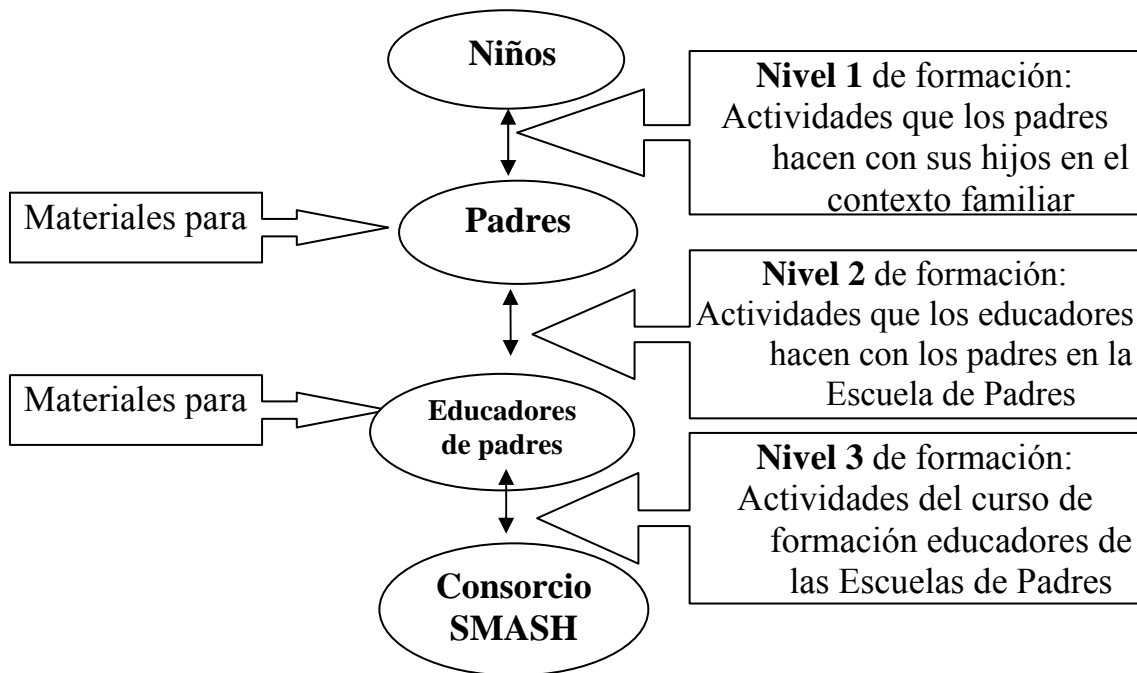 Niños
Nivel 1 de formación:
Actividades que los padres
hacen con sus hijos en el
contexto familiar
Materiales para
Padres
Nivel 2 de formación:
Actividades que los educadores
hacen con los padres en la
Escuela de Padres
Materiales para
Educadores
de padres
Nivel 3 de formación:
Actividades del curso de
formación educadores de
las Escuelas de Padres
Consorcio
SMASH